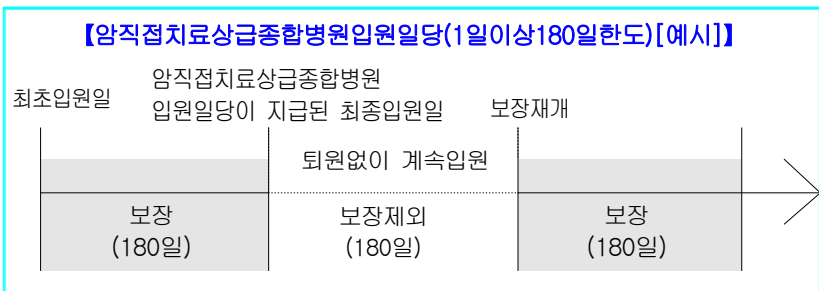 【암직접치료상급종합병원입원일당(1일이상180일한도)[예시]】
최초입원일
암직접치료상급종합병원
입원일당이 지급된 최종입원일
보장재개
퇴원없이 계속입원
보장
(180일)
보장제외
(180일)
보장
(180일)